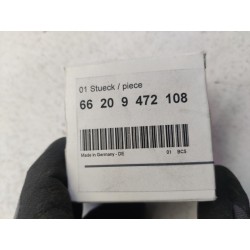 01 Stueck / piece
66 20 9 472 108
Made in Germany - DE 01 BCS